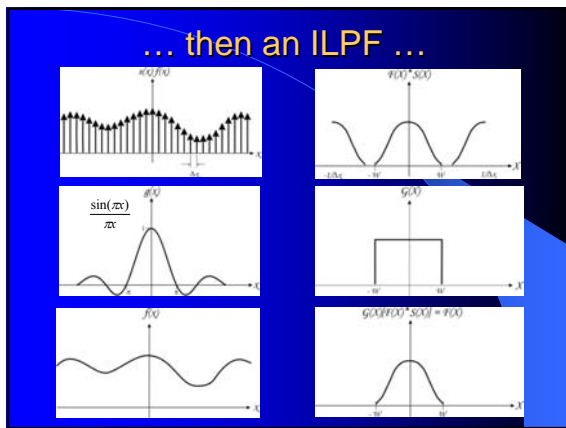 … then an ILPF …
s(x) f(x)
x
Δx
F(X) * S(X)
-1/Δx -W W 1/Δx X
g(x)
sin(πx)
πx
1
-π π x
G(X)
-W W X
f(x)
x
G(X)[F(X) * S(X)] = F(X)
-W W X